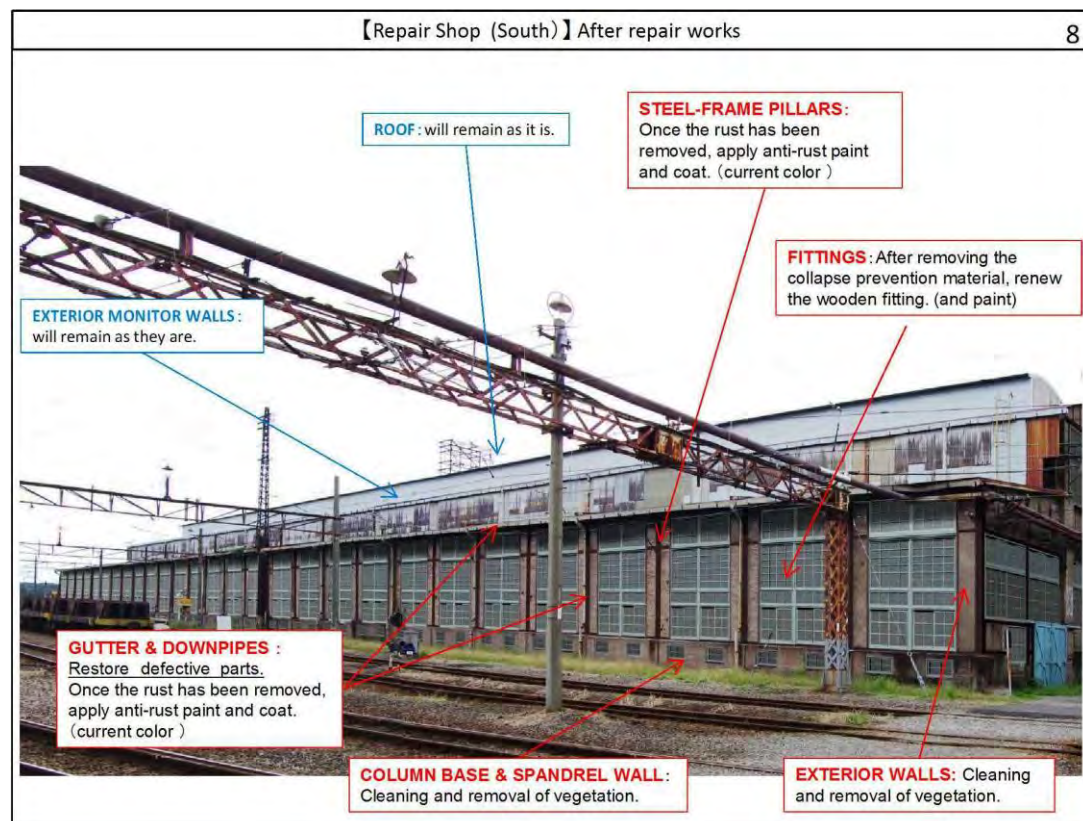 【Repair Shop (South)】 After repair works
8
STEEL-FRAME PILLARS:
Once the rust has been
removed, apply anti-rust paint
and coat. (current color )
ROOF: will remain as it is.
FITTINGS: After removing the
collapse prevention material, renew
the wooden fitting. (and paint)
EXTERIOR MONITOR WALLS:
will remain as they are.
GUTTER & DOWNPIPES :
Restore defective parts.
Once the rust has been removed,
apply anti-rust paint and coat.
(current color )
COLUMN BASE & SPANDREL WALL:
Cleaning and removal of vegetation.
EXTERIOR WALLS: Cleaning
and removal of vegetation.